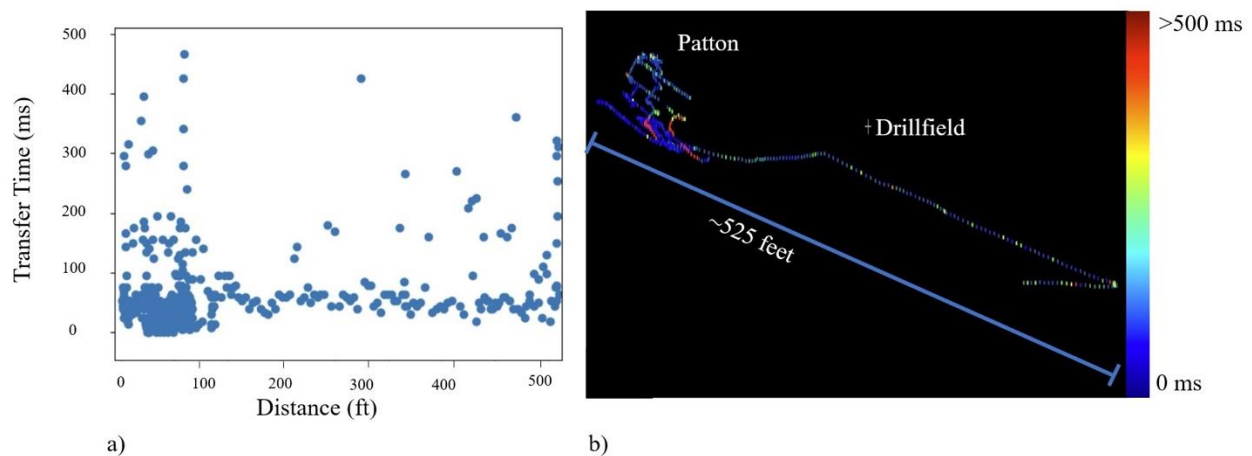 500
400
300
200
100
0
Transfer Time (ms)
0 100 200 300 400 500
Distance (ft)
a)
Patton
Drillfield
~525 feet
>500 ms
0 ms
b)